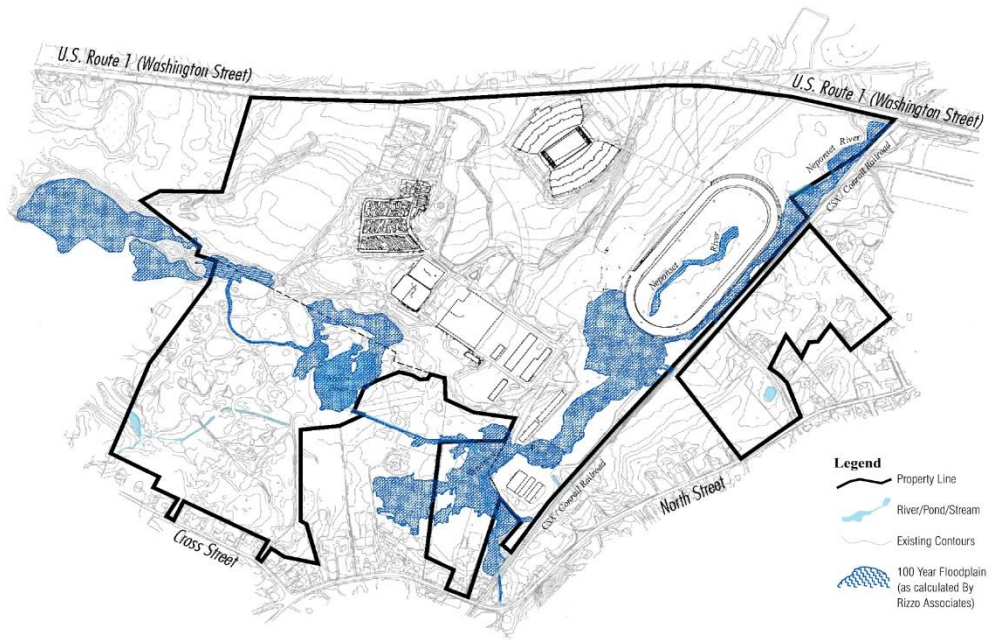 U.S. Route 1 (Washington Street)
U.S. Route 1 (Washington Street)
Neponset River
CSX / Conrail Railroad
Neponset River
CSX / Conrail Railroad
North Street
Cross Street
Legend
Property Line
River/Pond/Stream
Existing Contours
100 Year Floodplain
(as calculated By
Rizzo Associates)